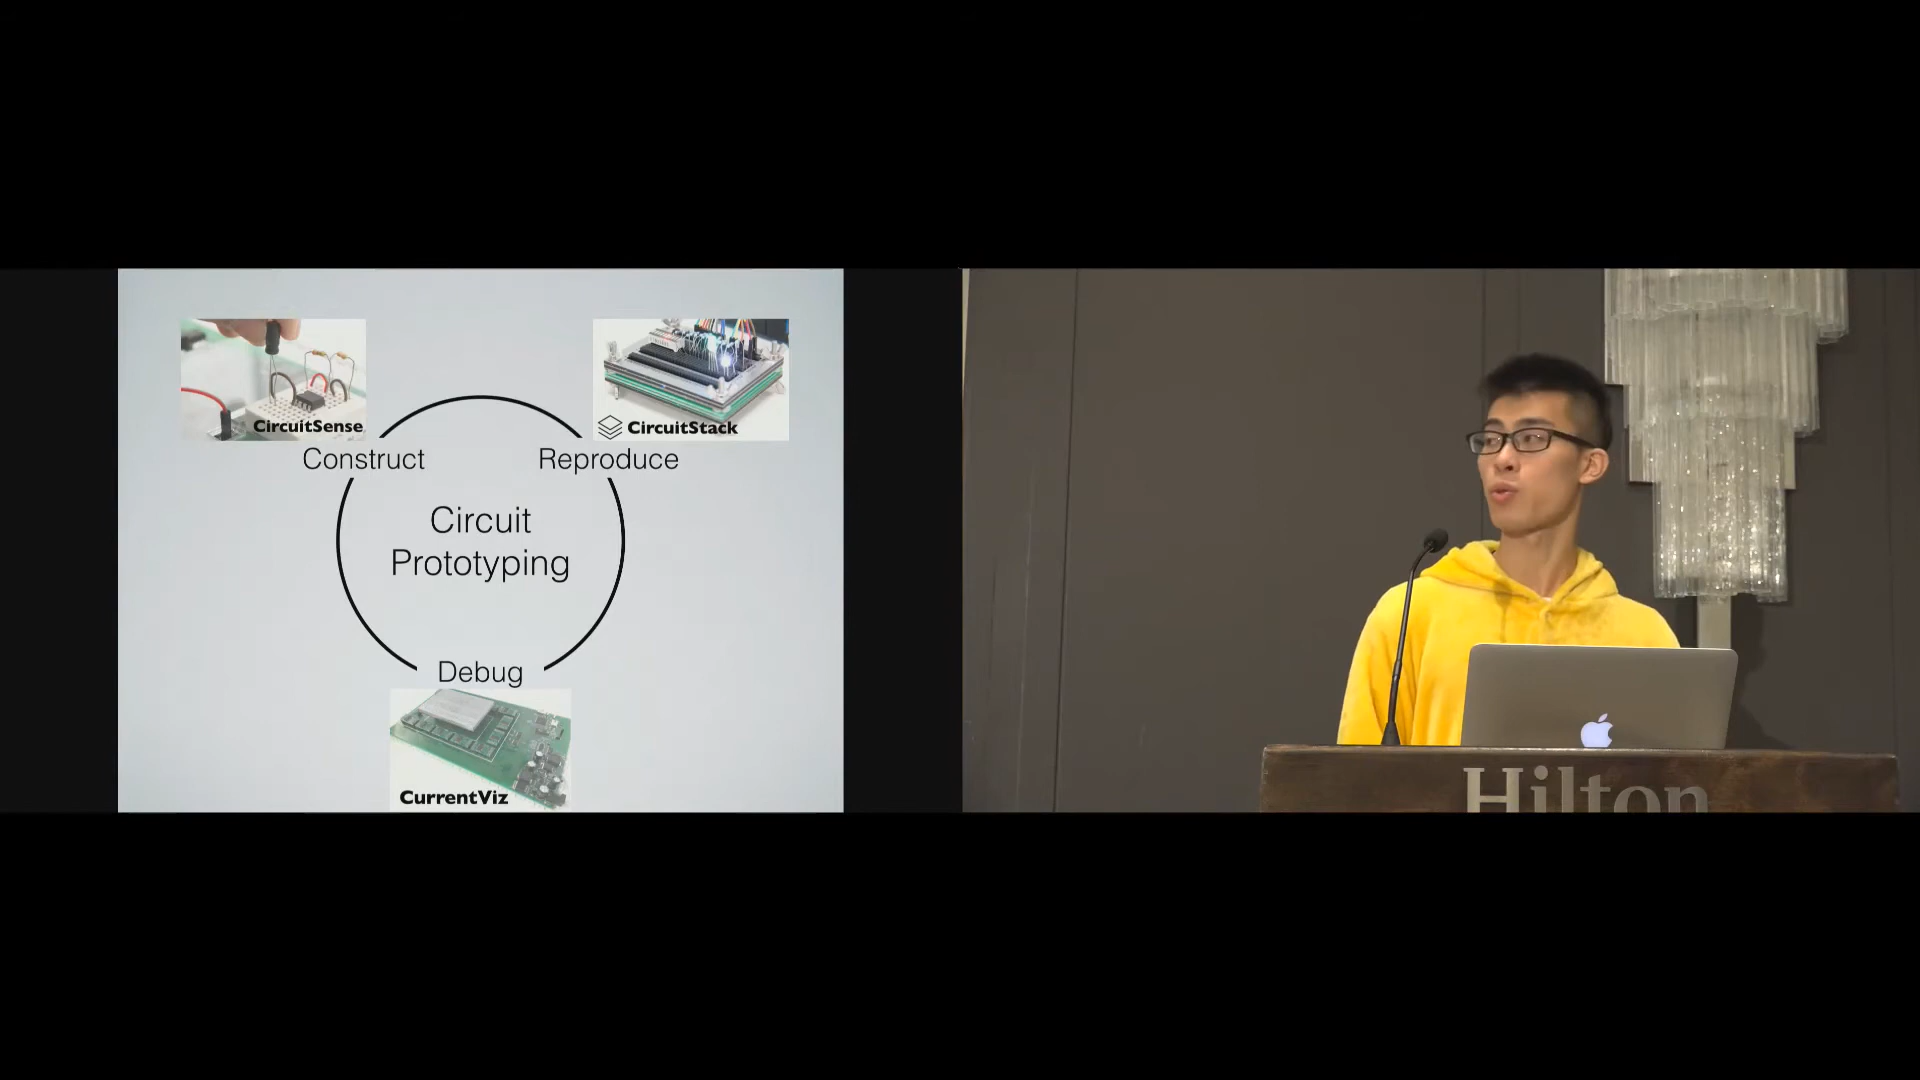 CircuitSense
CircuitStack
Construct
Reproduce
Circuit
Prototyping
Debug
CurrentViz
Hilton